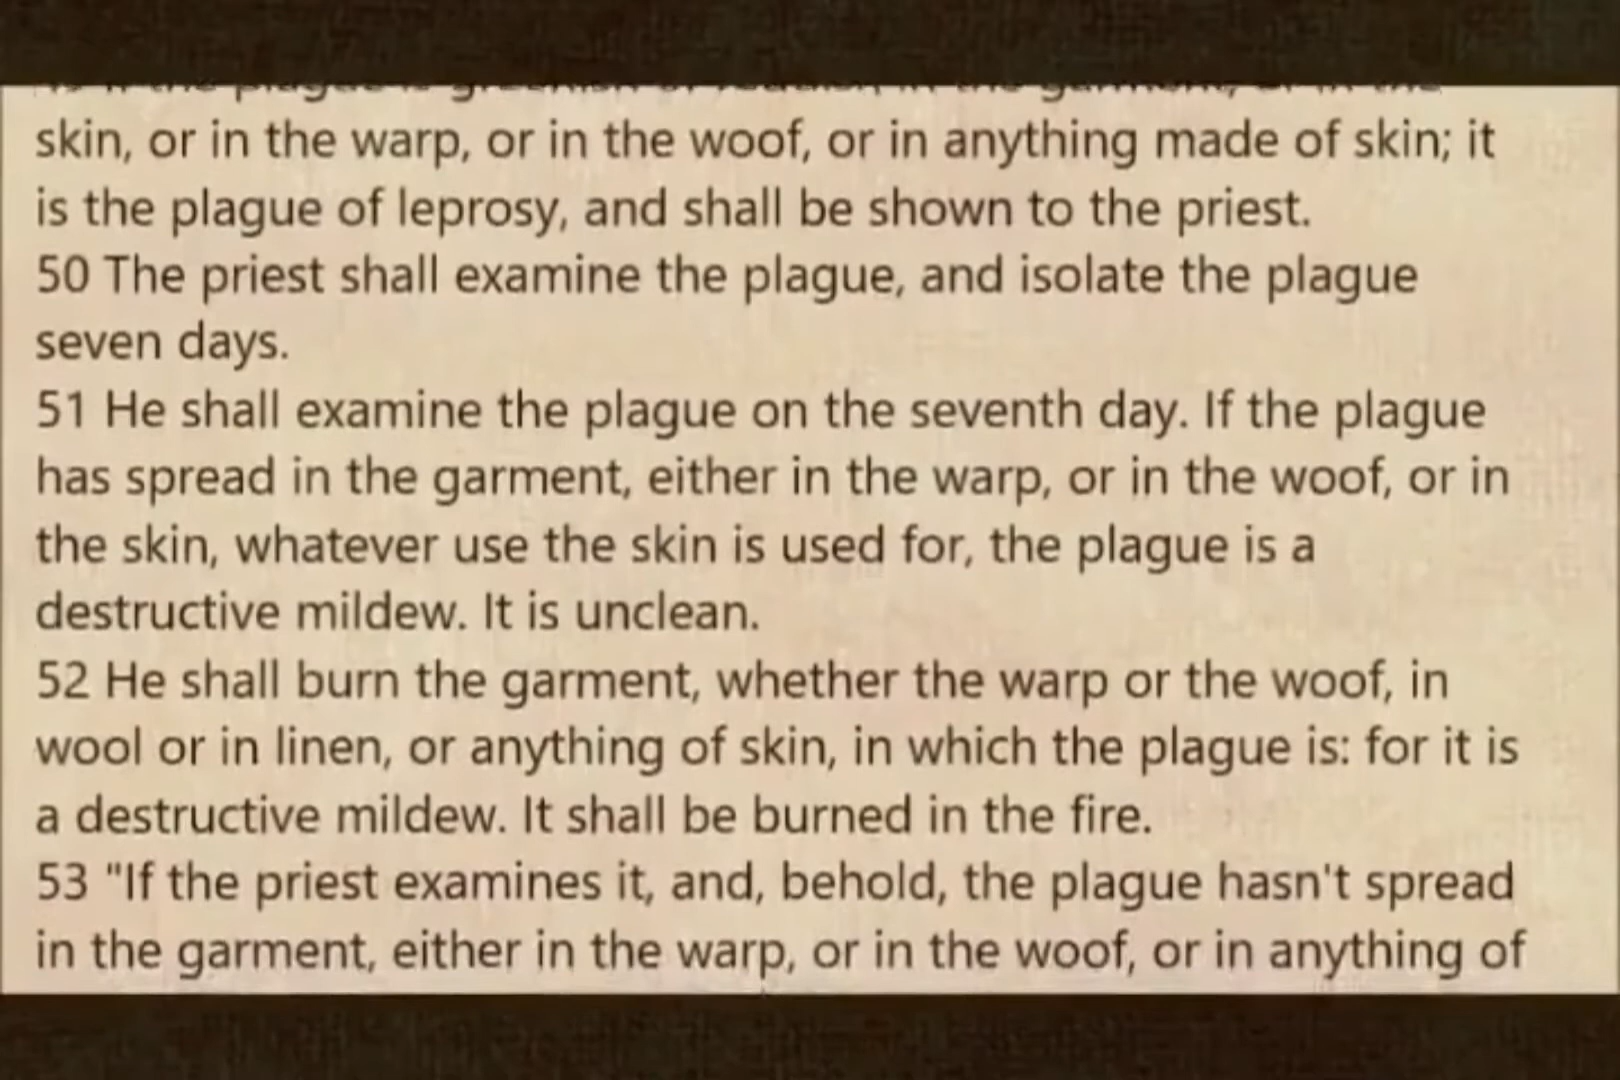 skin, or in the warp, or in the woof, or in anything made of skin; it
is the plague of leprosy, and shall be shown to the priest.
50 The priest shall examine the plague, and isolate the plague
seven days.
51 He shall examine the plague on the seventh day. If the plague
has spread in the garment, either in the warp, or in the woof, or in
the skin, whatever use the skin is used for, the plague is a
destructive mildew. It is unclean.
52 He shall burn the garment, whether the warp or the woof, in
wool or in linen, or anything of skin, in which the plague is: for it is
a destructive mildew. It shall be burned in the fire.
53 "If the priest examines it, and, behold, the plague hasn't spread
in the garment, either in the warp, or in the woof, or in anything of